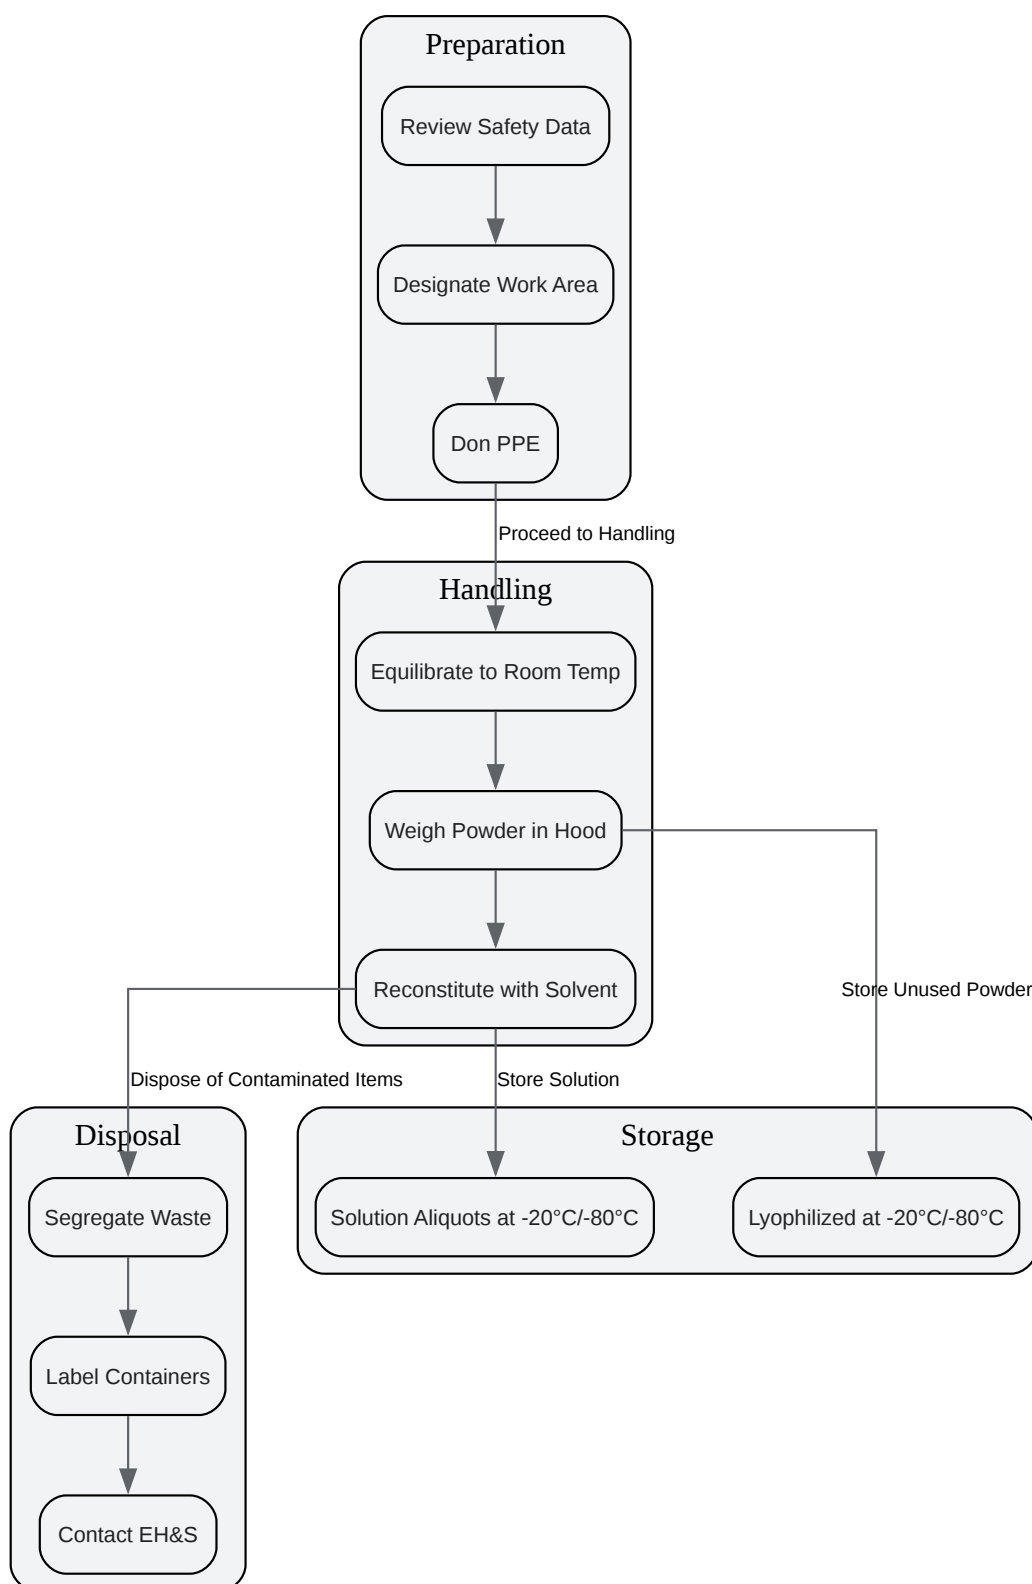 Preparation
Review Safety Data
Designate Work Area
Don PPE
Proceed to Handling
Handling
Equilibrate to Room Temp
Weigh Powder in Hood
Reconstitute with Solvent
Store Unused Powder
Dispose of Contaminated Items
Store Solution
Disposal
Storage
Segregate Waste
Solution Aliquots at -20°C/-80°C
Lyophilized at -20°C/-80°C
Label Containers
Contact EH&S